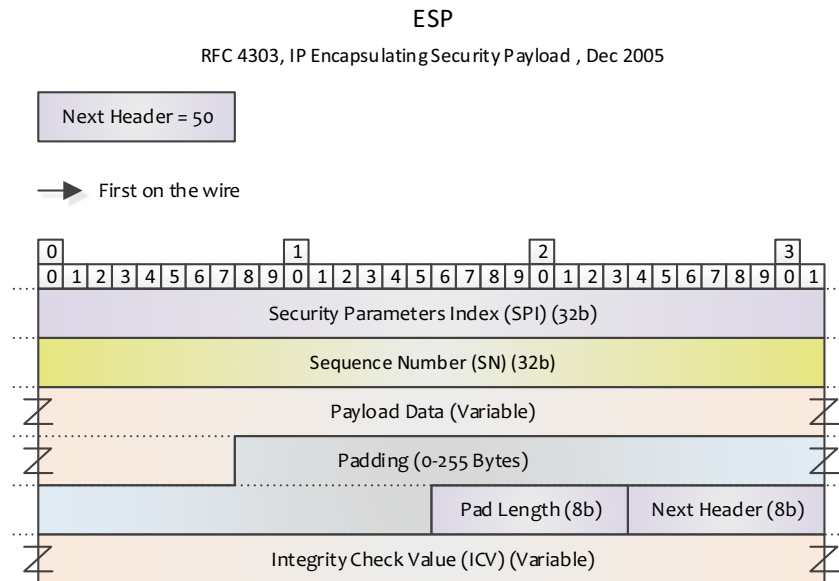 ESP
RFC 4303, IP Encapsulating Security Payload , Dec 2005
Next Header = 50
First on the wire
0 1 2 3
0 1 2 3 4 5 6 7 8 9 0 1 2 3 4 5 6 7 8 9 0 1 2 3 4 5 6 7 8 9 0 1
Security Parameters Index (SPI) (32b)
Sequence Number (SN) (32b)
Payload Data (Variable)
Padding (0-255 Bytes)
Pad Length (8b) Next Header (8b)
Integrity Check Value (ICV) (Variable)